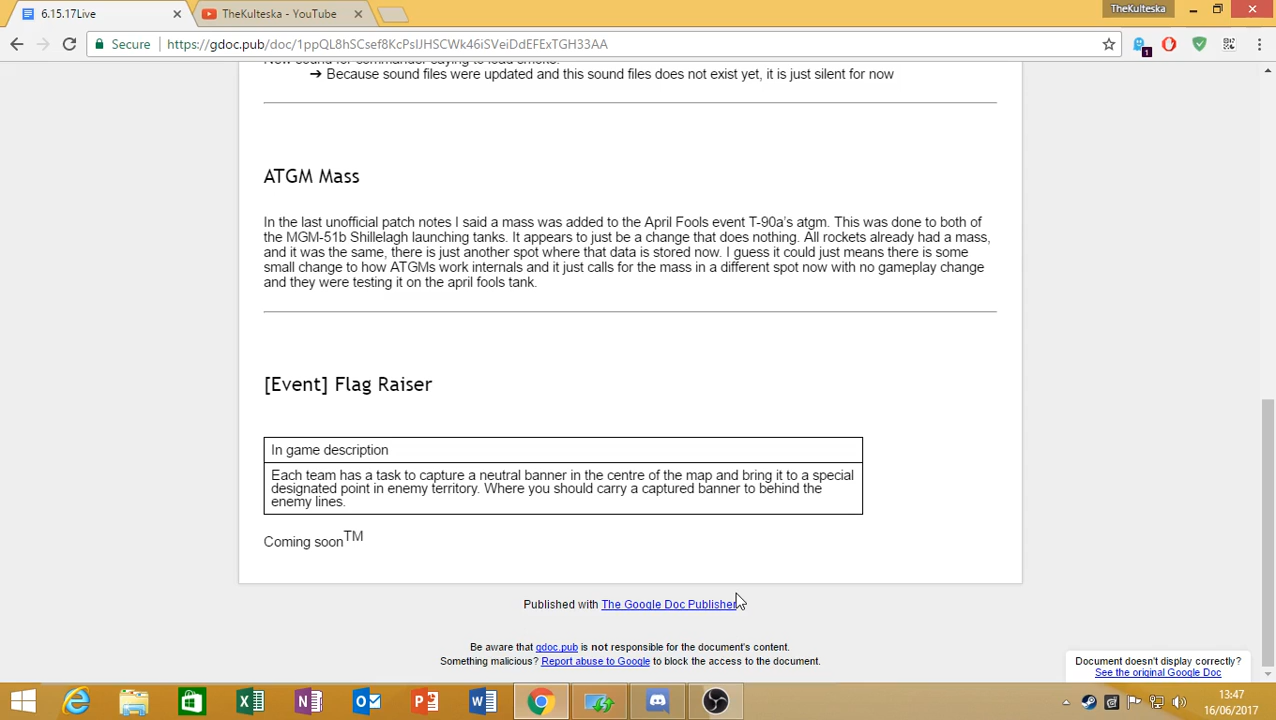 6.15.17Live
TheKulteska - YouTube
TheKulteska
Secure
https://gdoc.pub/doc/1ppQL8hSCsef8KcPsIJHSCWk46iSVeiDdEFExTGH33AA
1
➔ Because sound files were updated and this sound files does not exist yet, it is just silent for now
ATGM Mass
In the last unofficial patch notes I said a mass was added to the April Fools event T-90a's atgm. This was done to both of
the MGM-51b Shillelagh launching tanks. It appears to just be a change that does nothing. All rockets already had a mass,
and it was the same, there is just another spot where that data is stored now. I guess it could just means there is some
small change to how ATGMs work internals and it just calls for the mass in a different spot now with no gameplay change
and they were testing it on the april fools tank.
[Event] Flag Raiser
In game description
Each team has a task to capture a neutral banner in the centre of the map and bring it to a special
designated point in enemy territory. Where you should carry a captured banner to behind the
enemy lines.
Coming soon™
Published with The Google Doc Publisher
Be aware that gdoc.pub is not responsible for the document's content.
Something malicious? Report abuse to Google to block the access to the document.
Document doesn't display correctly?
See the original Google Doc
13:47
16/06/2017